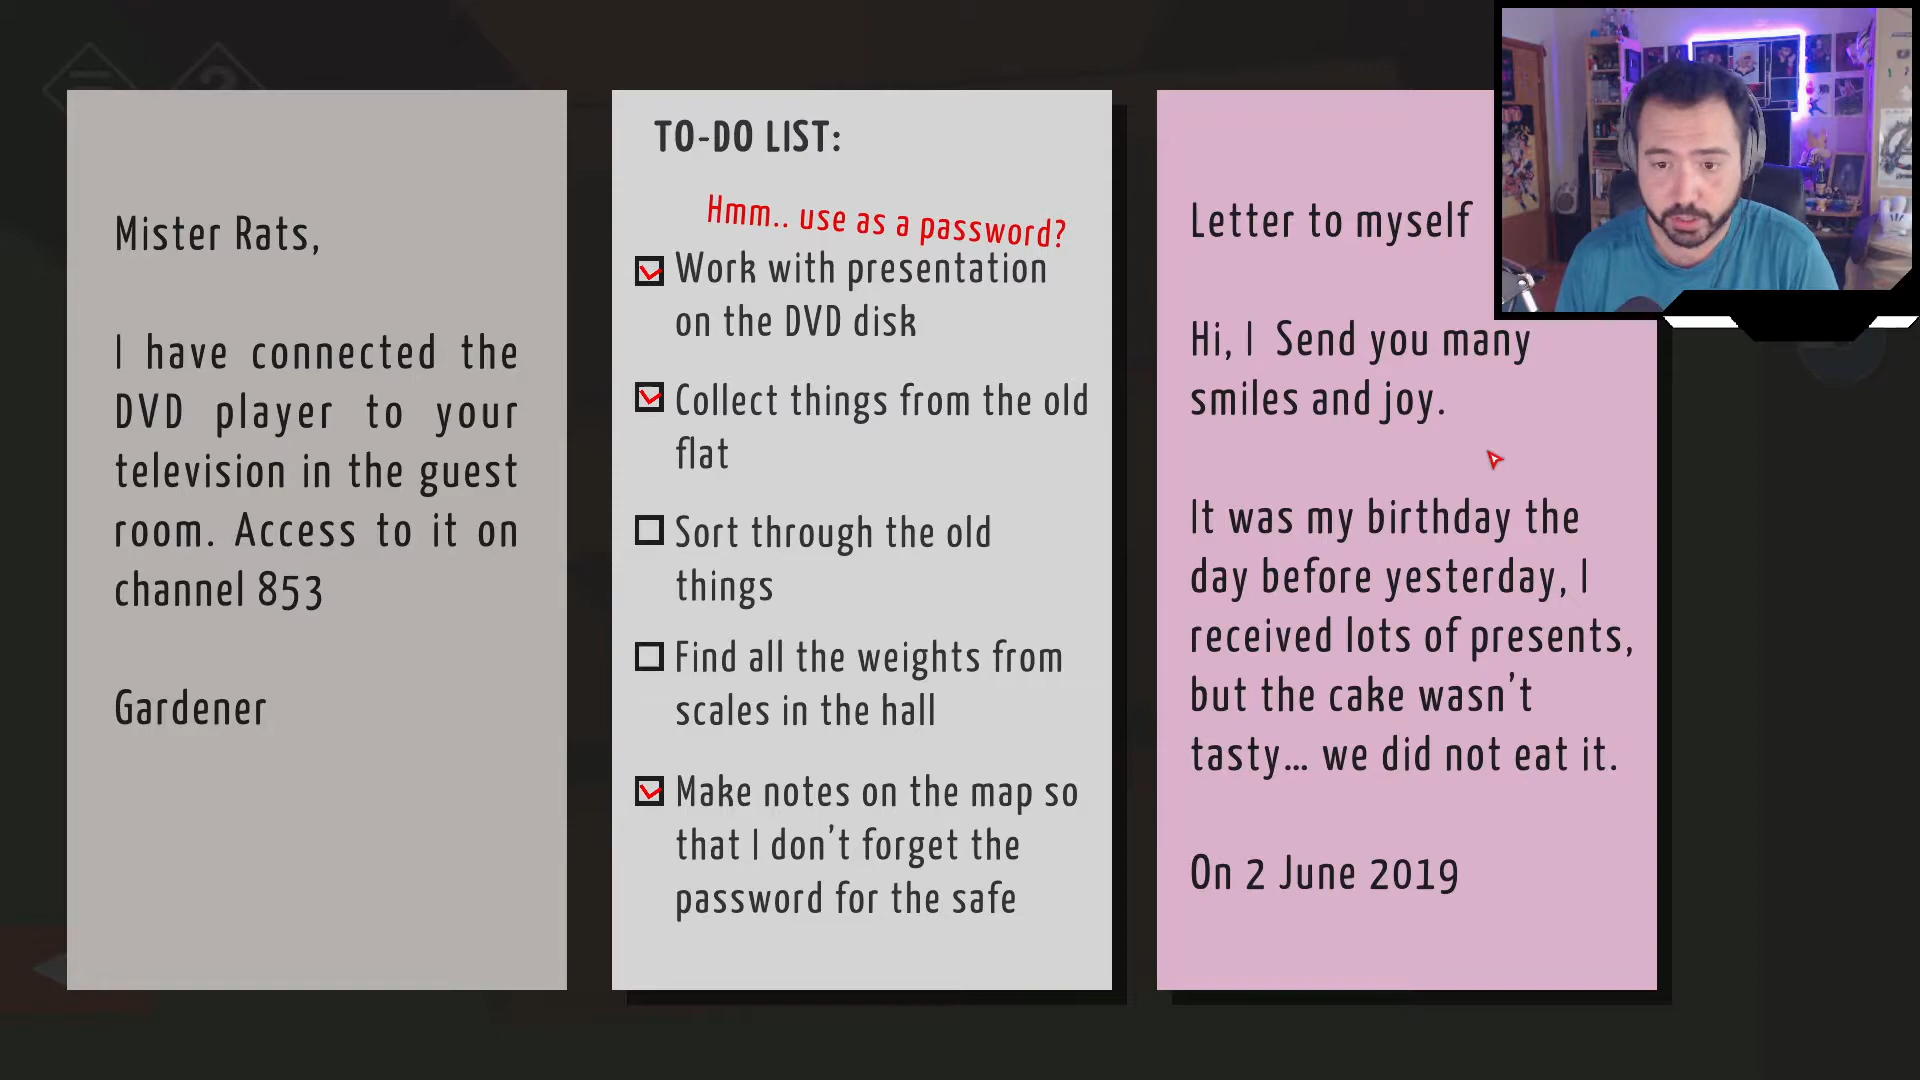 Mister Rats,
I have connected the
DVD player to your
television in the guest
room. Access to it on
channel 853
Gardener
TO-DO LIST:
Hmm.. use as a password?
Work with presentation
on the DVD disk
Collect things from the old
flat
Sort through the old
things
Find all the weights from
scales in the hall
Make notes on the map so
that I don't forget the
password for the safe
Letter to myself
Hi, I Send you many
smiles and joy.
It was my birthday the
day before yesterday, I
received lots of presents,
but the cake wasn't
tasty... we did not eat it.
On 2 June 2019